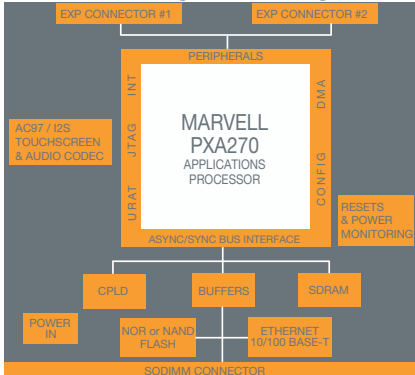 EXP CONNECTOR #1
EXP CONNECTOR #2
PERIPHERALS
INT
DMA
MARVELL
PXA270
APPLICATIONS
PROCESSOR
AC97 / I2S
TOUCHSCREEN
& AUDIO CODEC
JTAG
CONFIG
URAT
RESETS
& POWER
MONITORING
ASYNC/SYNC BUS INTERFACE
CPLD
BUFFERS
SDRAM
POWER
IN
NOR or NAND
FLASH
ETHERNET
10/100 BASE-T
SODIMM CONNECTOR